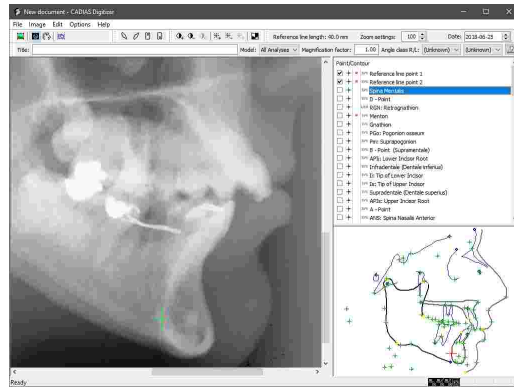 New document - CADIAS Digitizer
File Image Edit Options Help
Reference line length: 40.0 mm Zoom settings: 100 Date: 2018-06-25
Title: Model: All Analyses Magnification factor: 1.00 Angle class R/L: (Unknown) (Unknown)
Point/Contour
Reference line point 1
Reference line point 2
Spina Mentalis
D - Point
RGN: Retrognathion
Menton
Gnathion
PGo: Pogonion osseum
Pm: Suprapogonion
B - Point (Supramentale)
API1: Lower Incisor Root
Infradentale (Dentale inferius)
Ii: Tip of Lower Incisor
Is: Tip of Upper Incisor
Supradentale (Dentale superius)
APIs: Upper Incisor Root
A - Point
ANS: Spina Nasalis Anterior
Ready